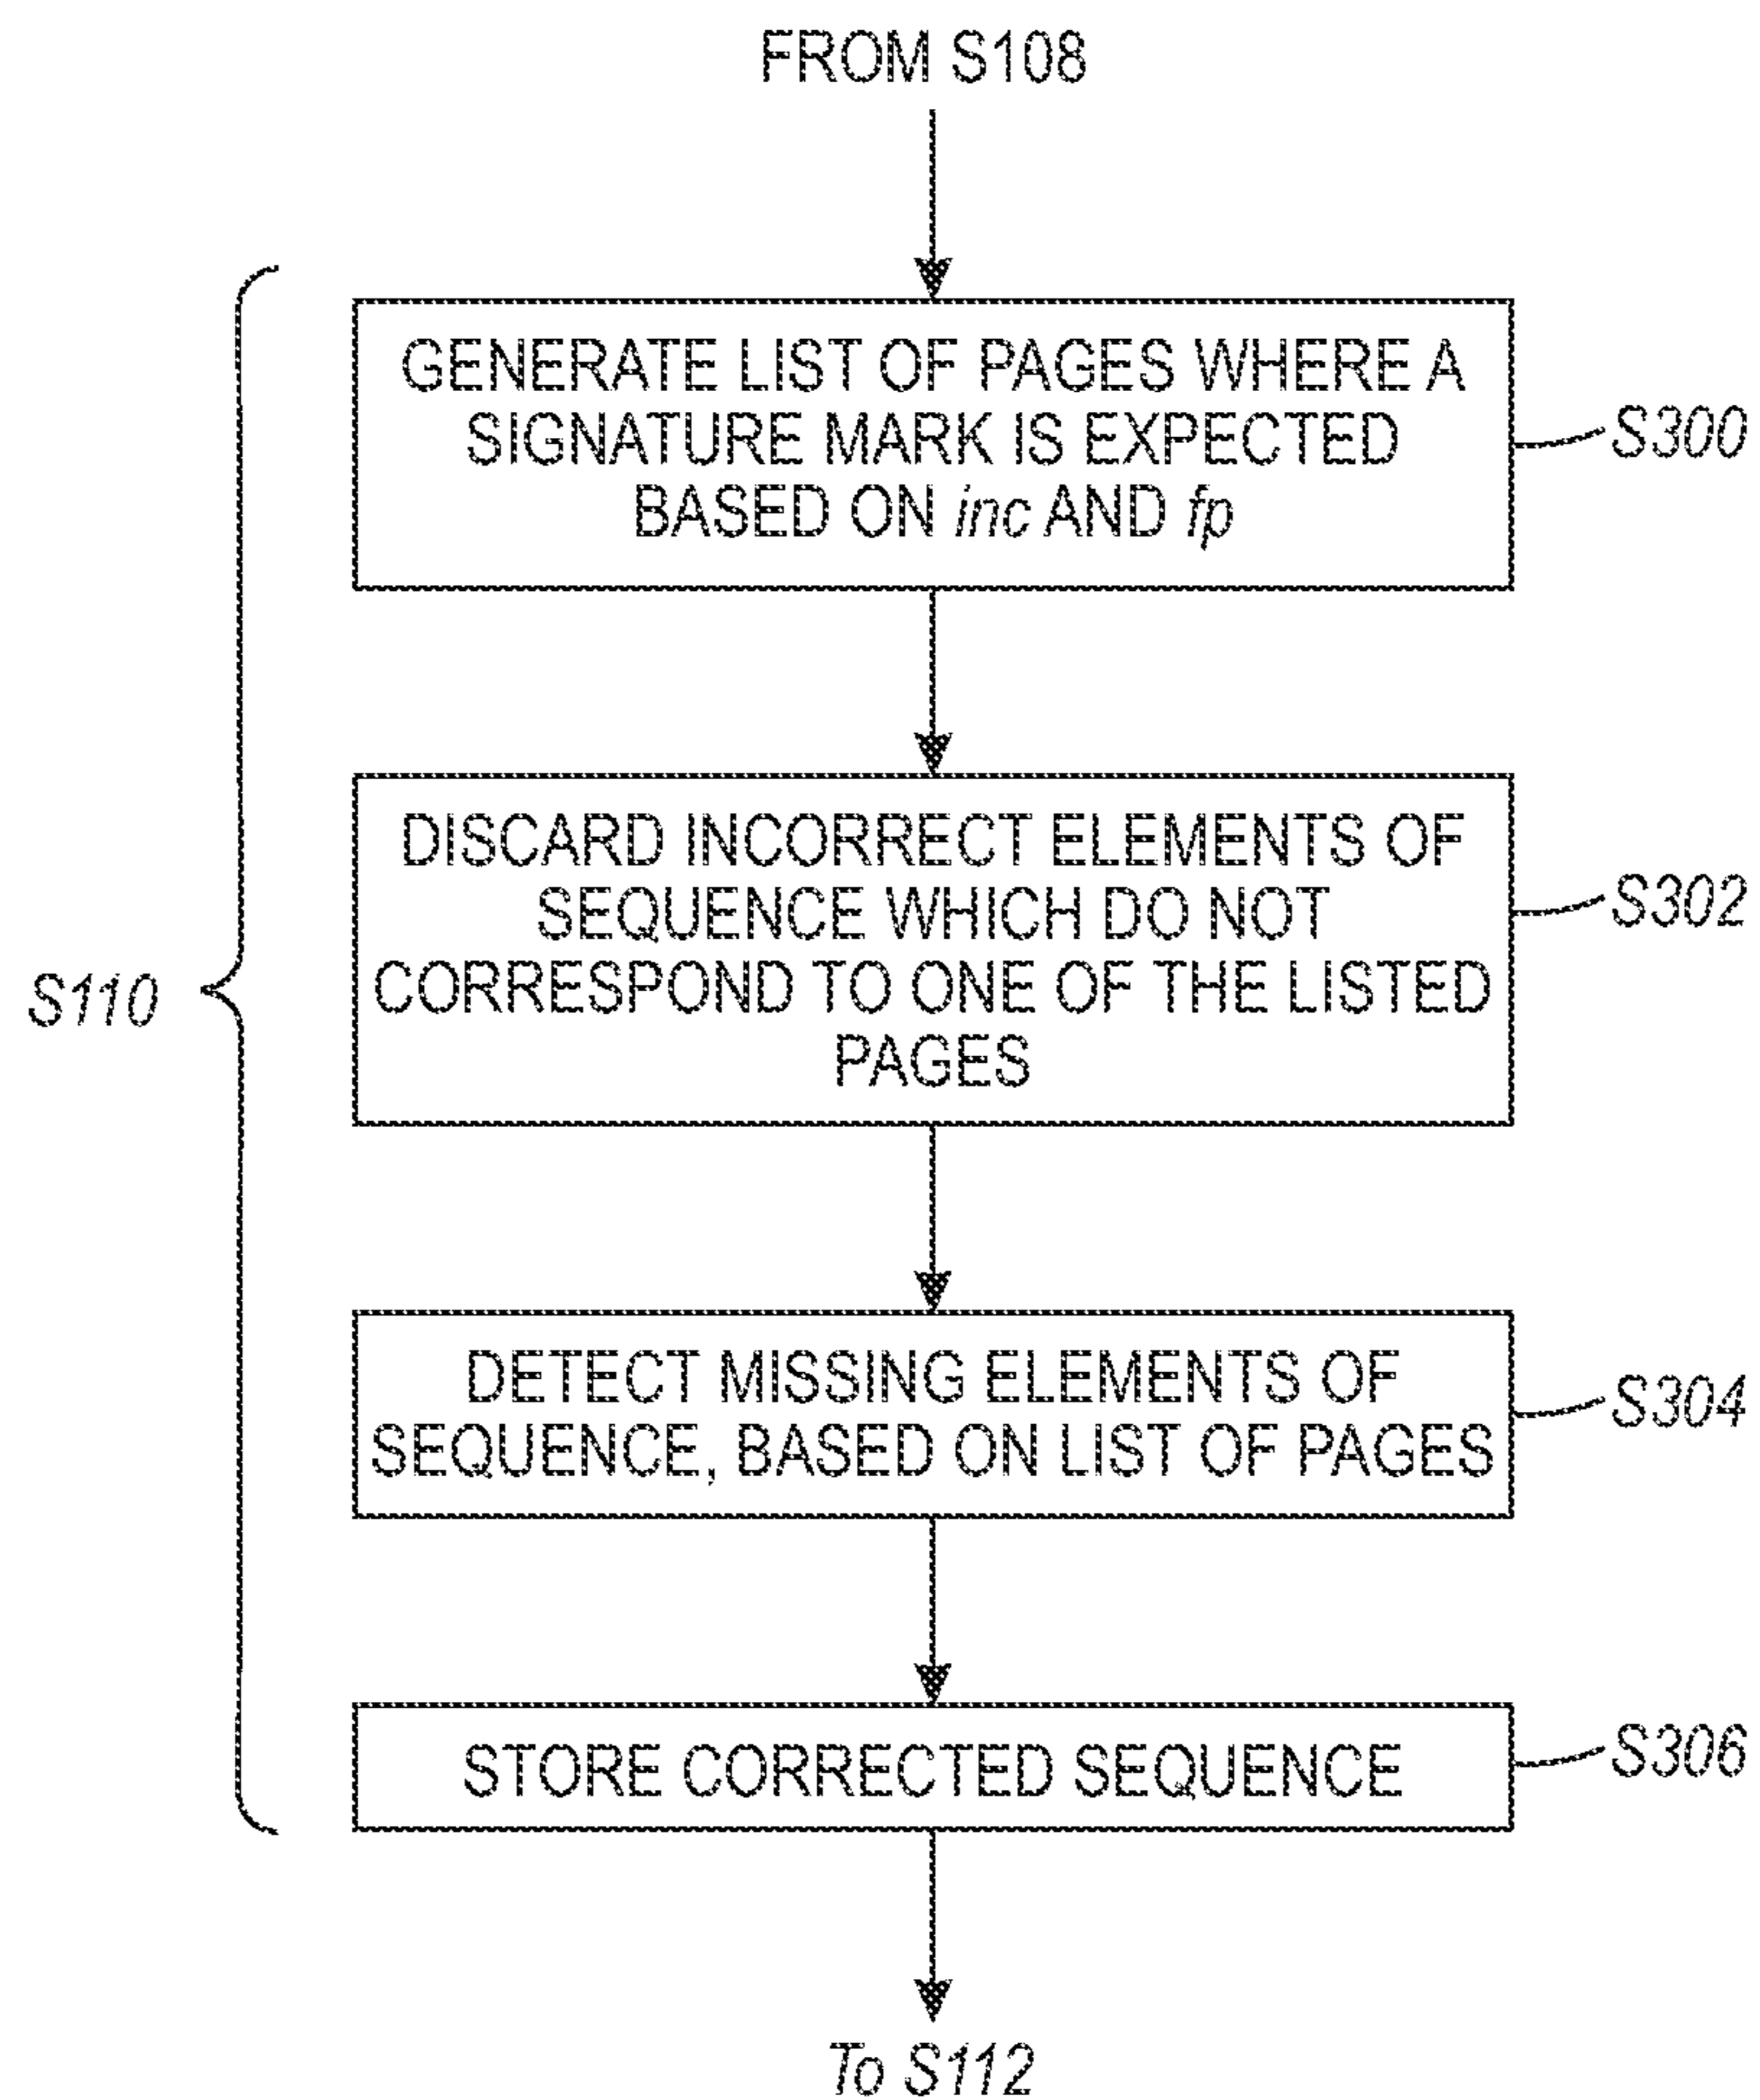 FROM S108
GENERATE LIST OF PAGES WHERE A
SIGNATURE MARK IS EXPECTED
BASED ON inc AND fp
S300
DISCARD INCORRECT ELEMENTS OF
SEQUENCE WHICH DO NOT
CORRESPOND TO ONE OF THE LISTED
PAGES
S302
S110
DETECT MISSING ELEMENTS OF
SEQUENCE, BASED ON LIST OF PAGES
S304
STORE CORRECTED SEQUENCE
S306
To S112